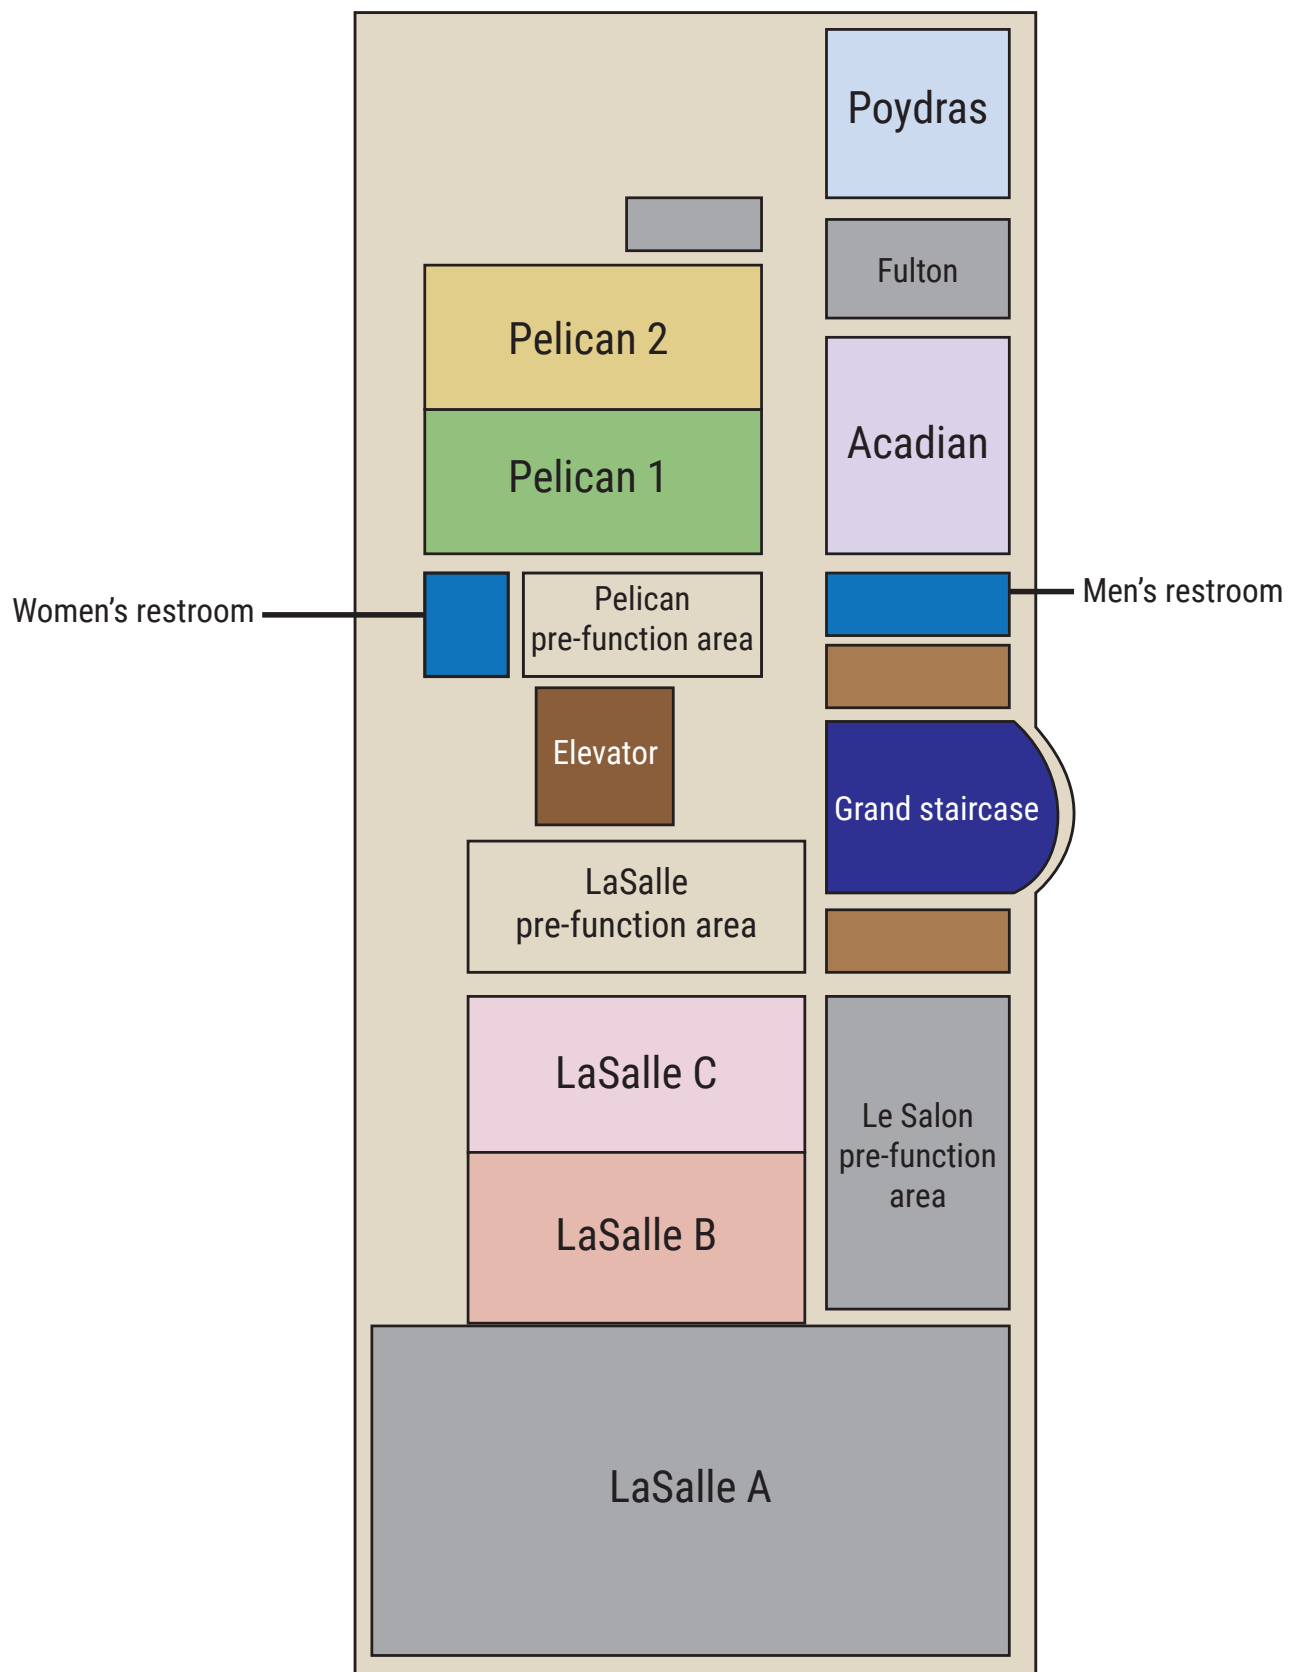 Poydras
Fulton
Pelican 2
Acadian
Pelican 1
Women's restroom
Pelican
pre-function area
Men's restroom
Elevator
Grand staircase
LaSalle
pre-function area
LaSalle C
Le Salon
pre-function
area
LaSalle B
LaSalle A